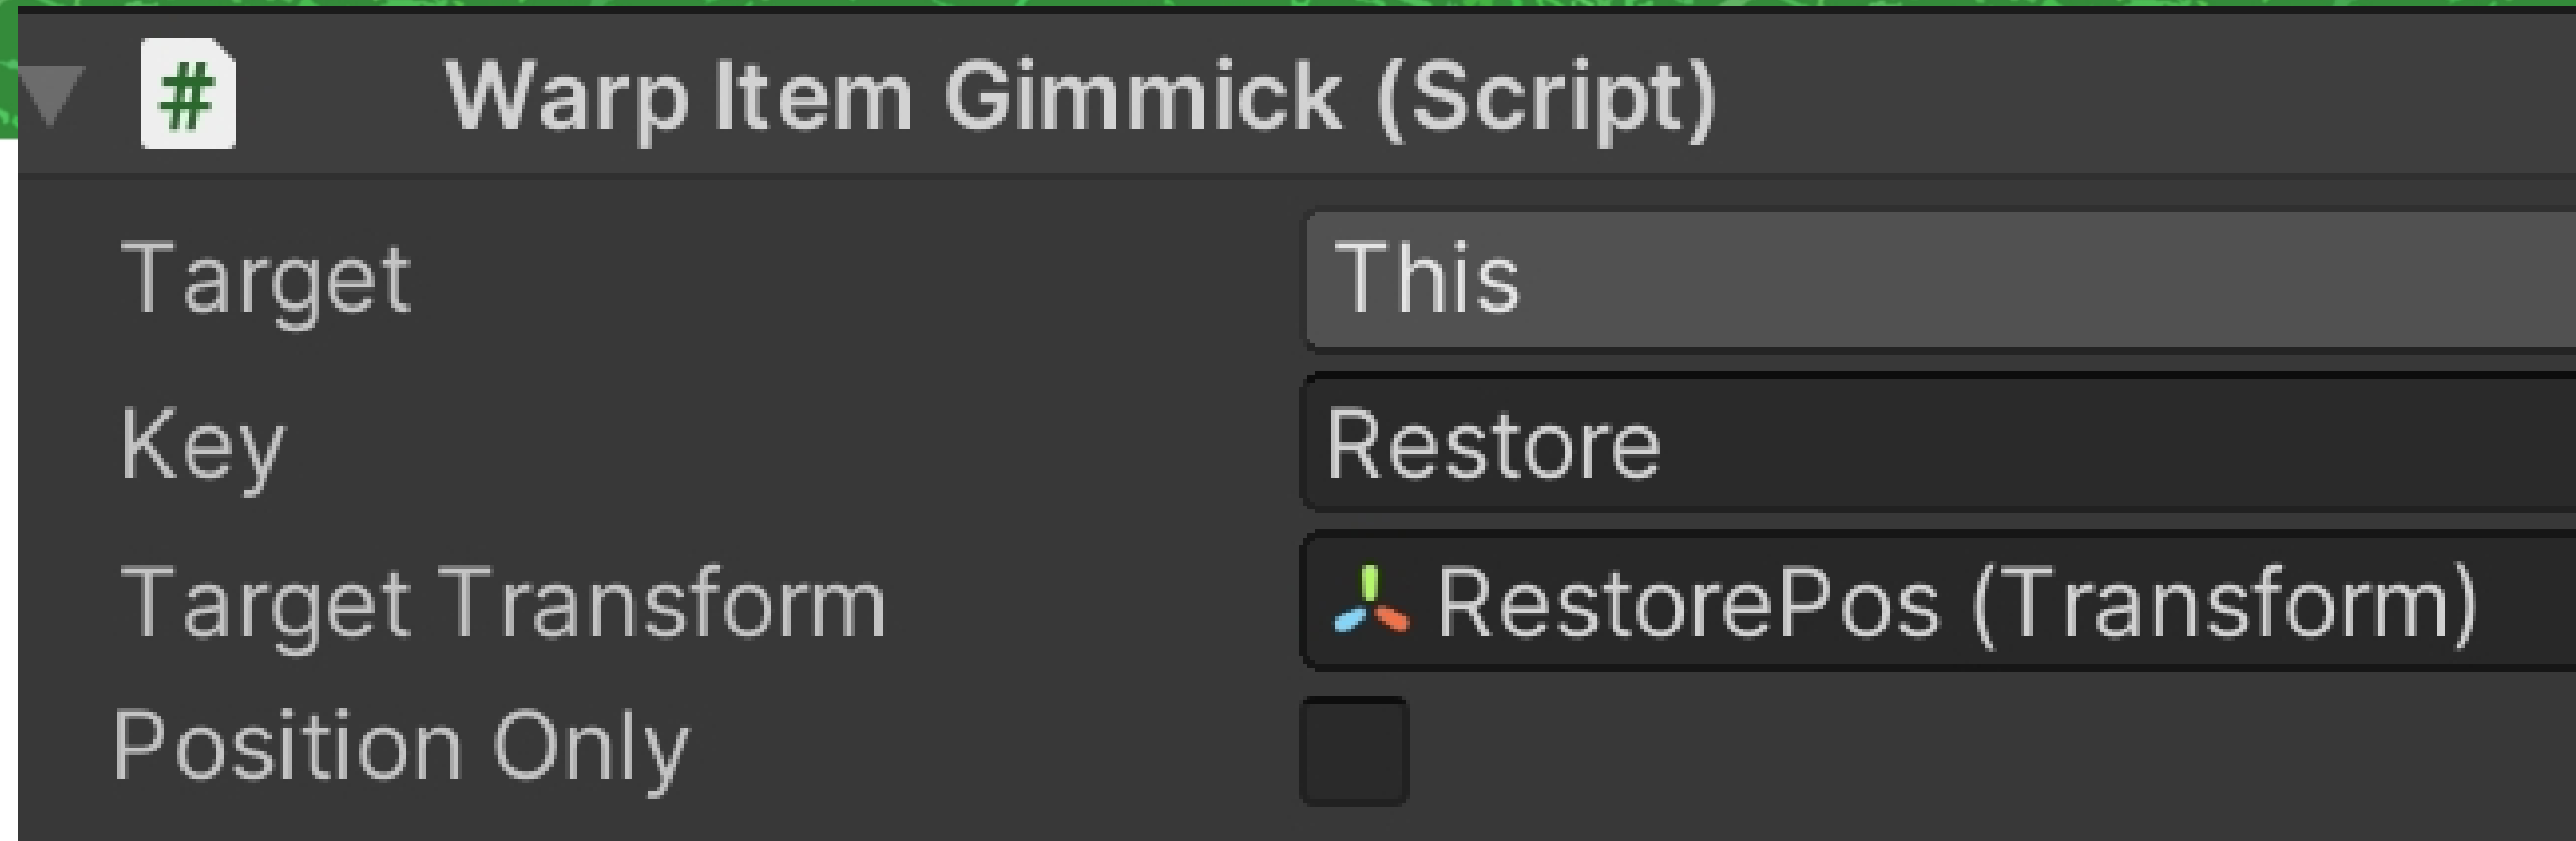 # Warp Item Gimmick (Script)
Target This
Key Restore
Target Transform RestorePos (Transform)
Position Only